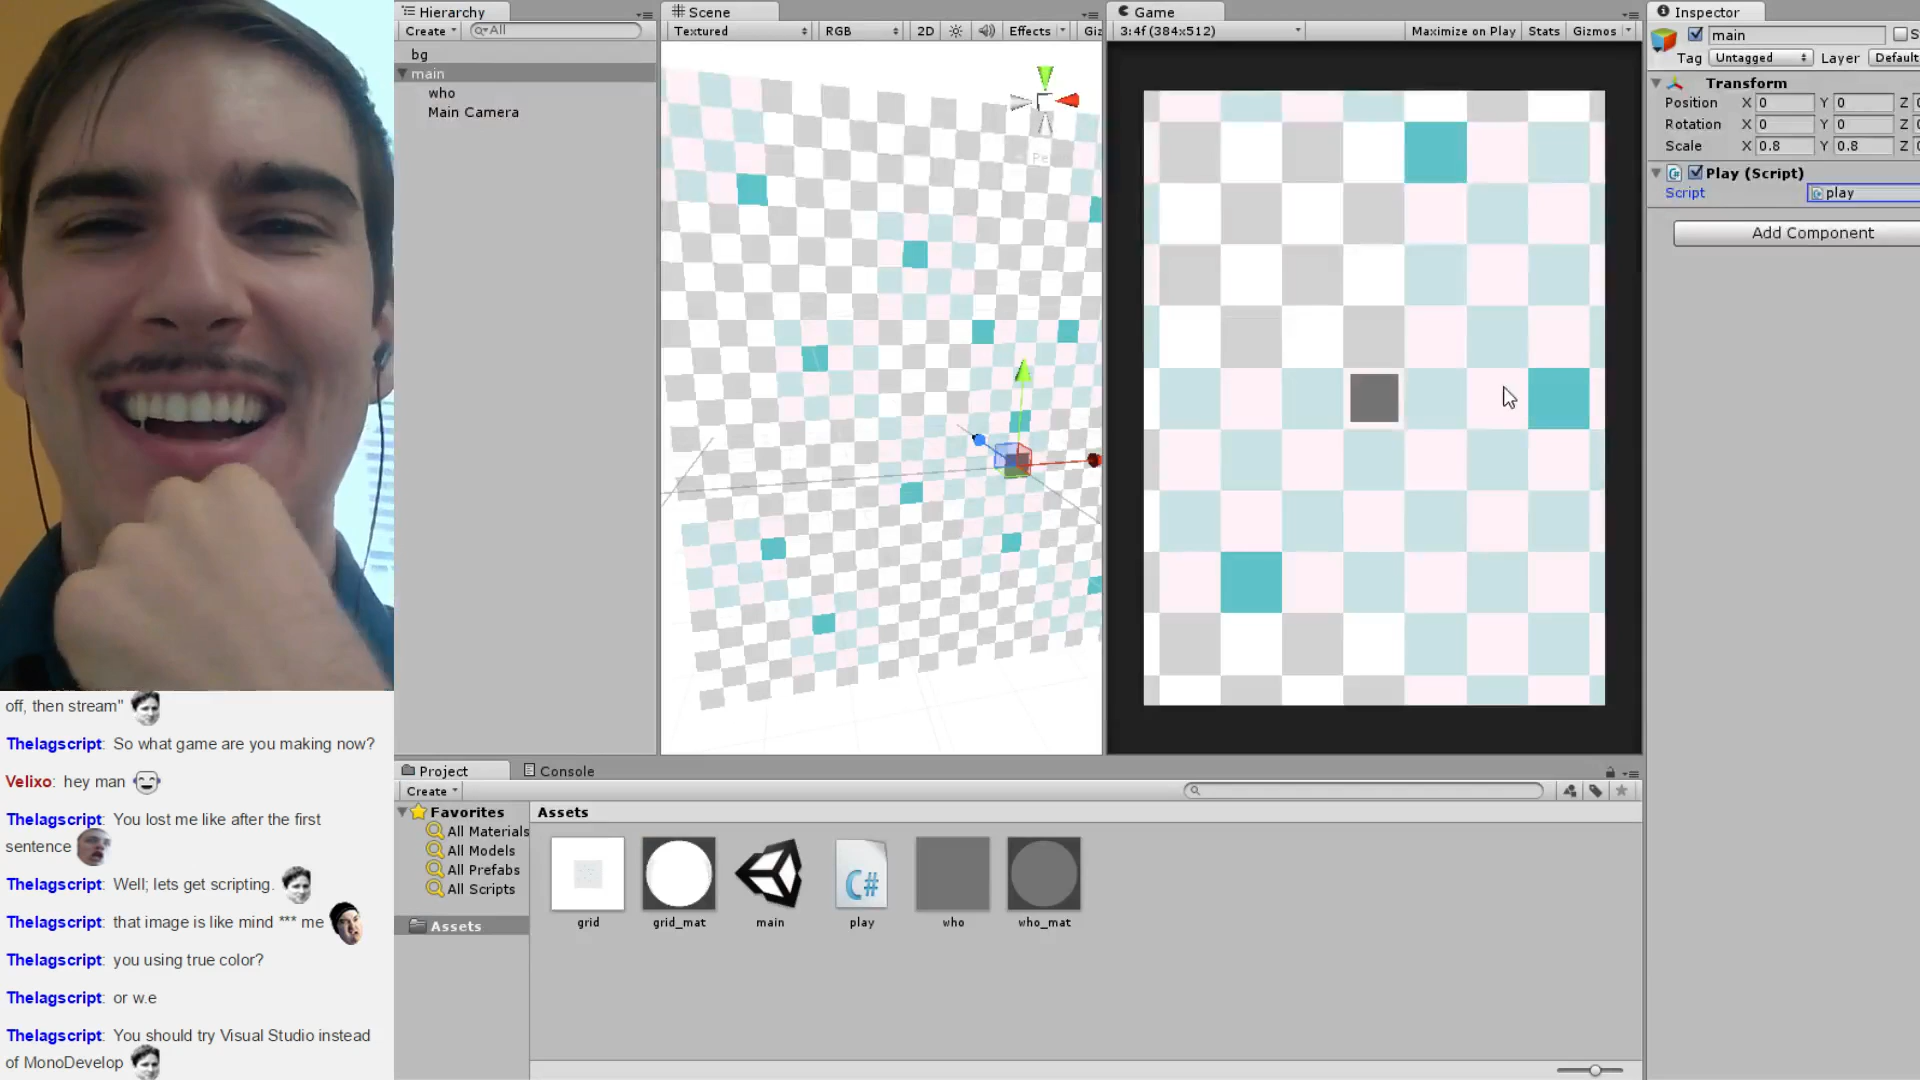 Hierarchy
Create
All
bg
main
who
Main Camera
Scene
Textured
RGB
2D
Effects
Giz
Game
3:4f (384x512)
Maximize on Play
Stats
Gizmos
Inspector
main
S
Tag
Untagged
Layer
Default
Transform
Position X 0 Y 0 Z
Rotation X 0 Y 0 Z
Scale X 0.8 Y 0.8 Z
Play (Script)
Script
play
Add Component
off, then stream"
Thelagscript: So what game are you making now?
Velixo: hey man
Thelagscript: You lost me like after the first
sentence
Thelagscript: Well; lets get scripting.
Thelagscript: that image is like mind *** me
Thelagscript: you using true color?
Thelagscript: or w.e
Thelagscript: You should try Visual Studio instead
of MonoDevelop
Project
Console
Create
Favorites
All Materials
All Models
All Prefabs
All Scripts
Assets
Assets
grid
grid_mat
main
C#
play
who
who_mat